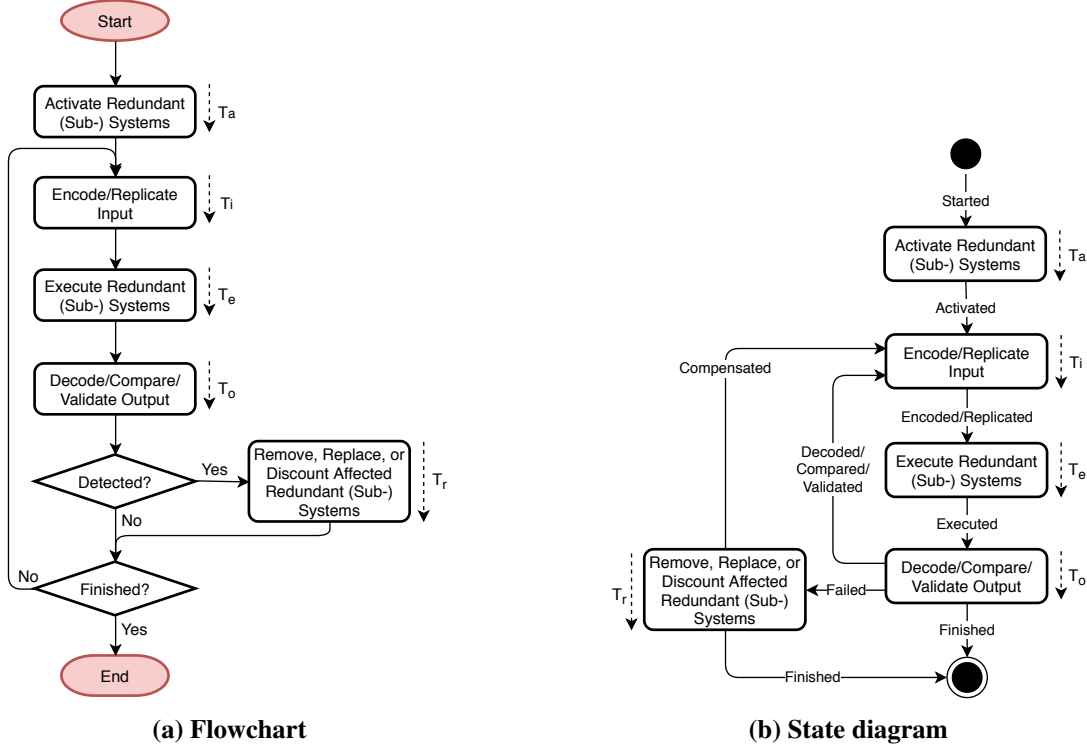 Start
Activate Redundant
(Sub-) Systems
Ta
Encode/Replicate
Input
Ti
Execute Redundant
(Sub-) Systems
Te
Decode/Compare/
Validate Output
To
Detected?
Yes
Remove, Replace, or
Discount Affected
Redundant (Sub-)
Systems
Tr
No
Finished?
No
Yes
End
(a) Flowchart
Started
Activate Redundant
(Sub-) Systems
Ta
Activated
Encode/Replicate
Input
Ti
Compensated
Encoded/Replicated
Decoded/
Compared/
Validated
Execute Redundant
(Sub-) Systems
Te
Executed
Decode/Compare/
Validate Output
To
Failed
Remove, Replace, or
Discount Affected
Redundant (Sub-)
Systems
Tr
Finished
Finished
(b) State diagram